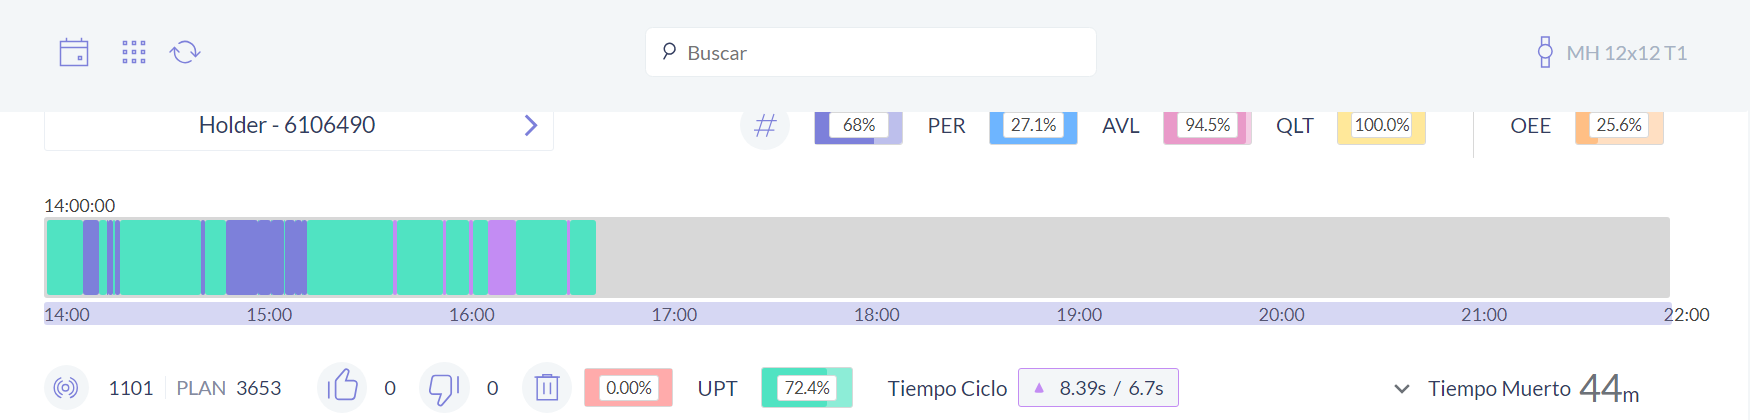 Buscar
MH 12x12 T1
Holder - 6106490
# 68% PER 27.1% AVL 94.5% QLT 100.0% OEE 25.6%
14:00:00
14:00 15:00 16:00 17:00 18:00 19:00 20:00 21:00 22:00
1101 PLAN 3653 0 0 0.00% UPT 72.4% Tiempo Ciclo ▲ 8.39s / 6.7s Tiempo Muerto 44m